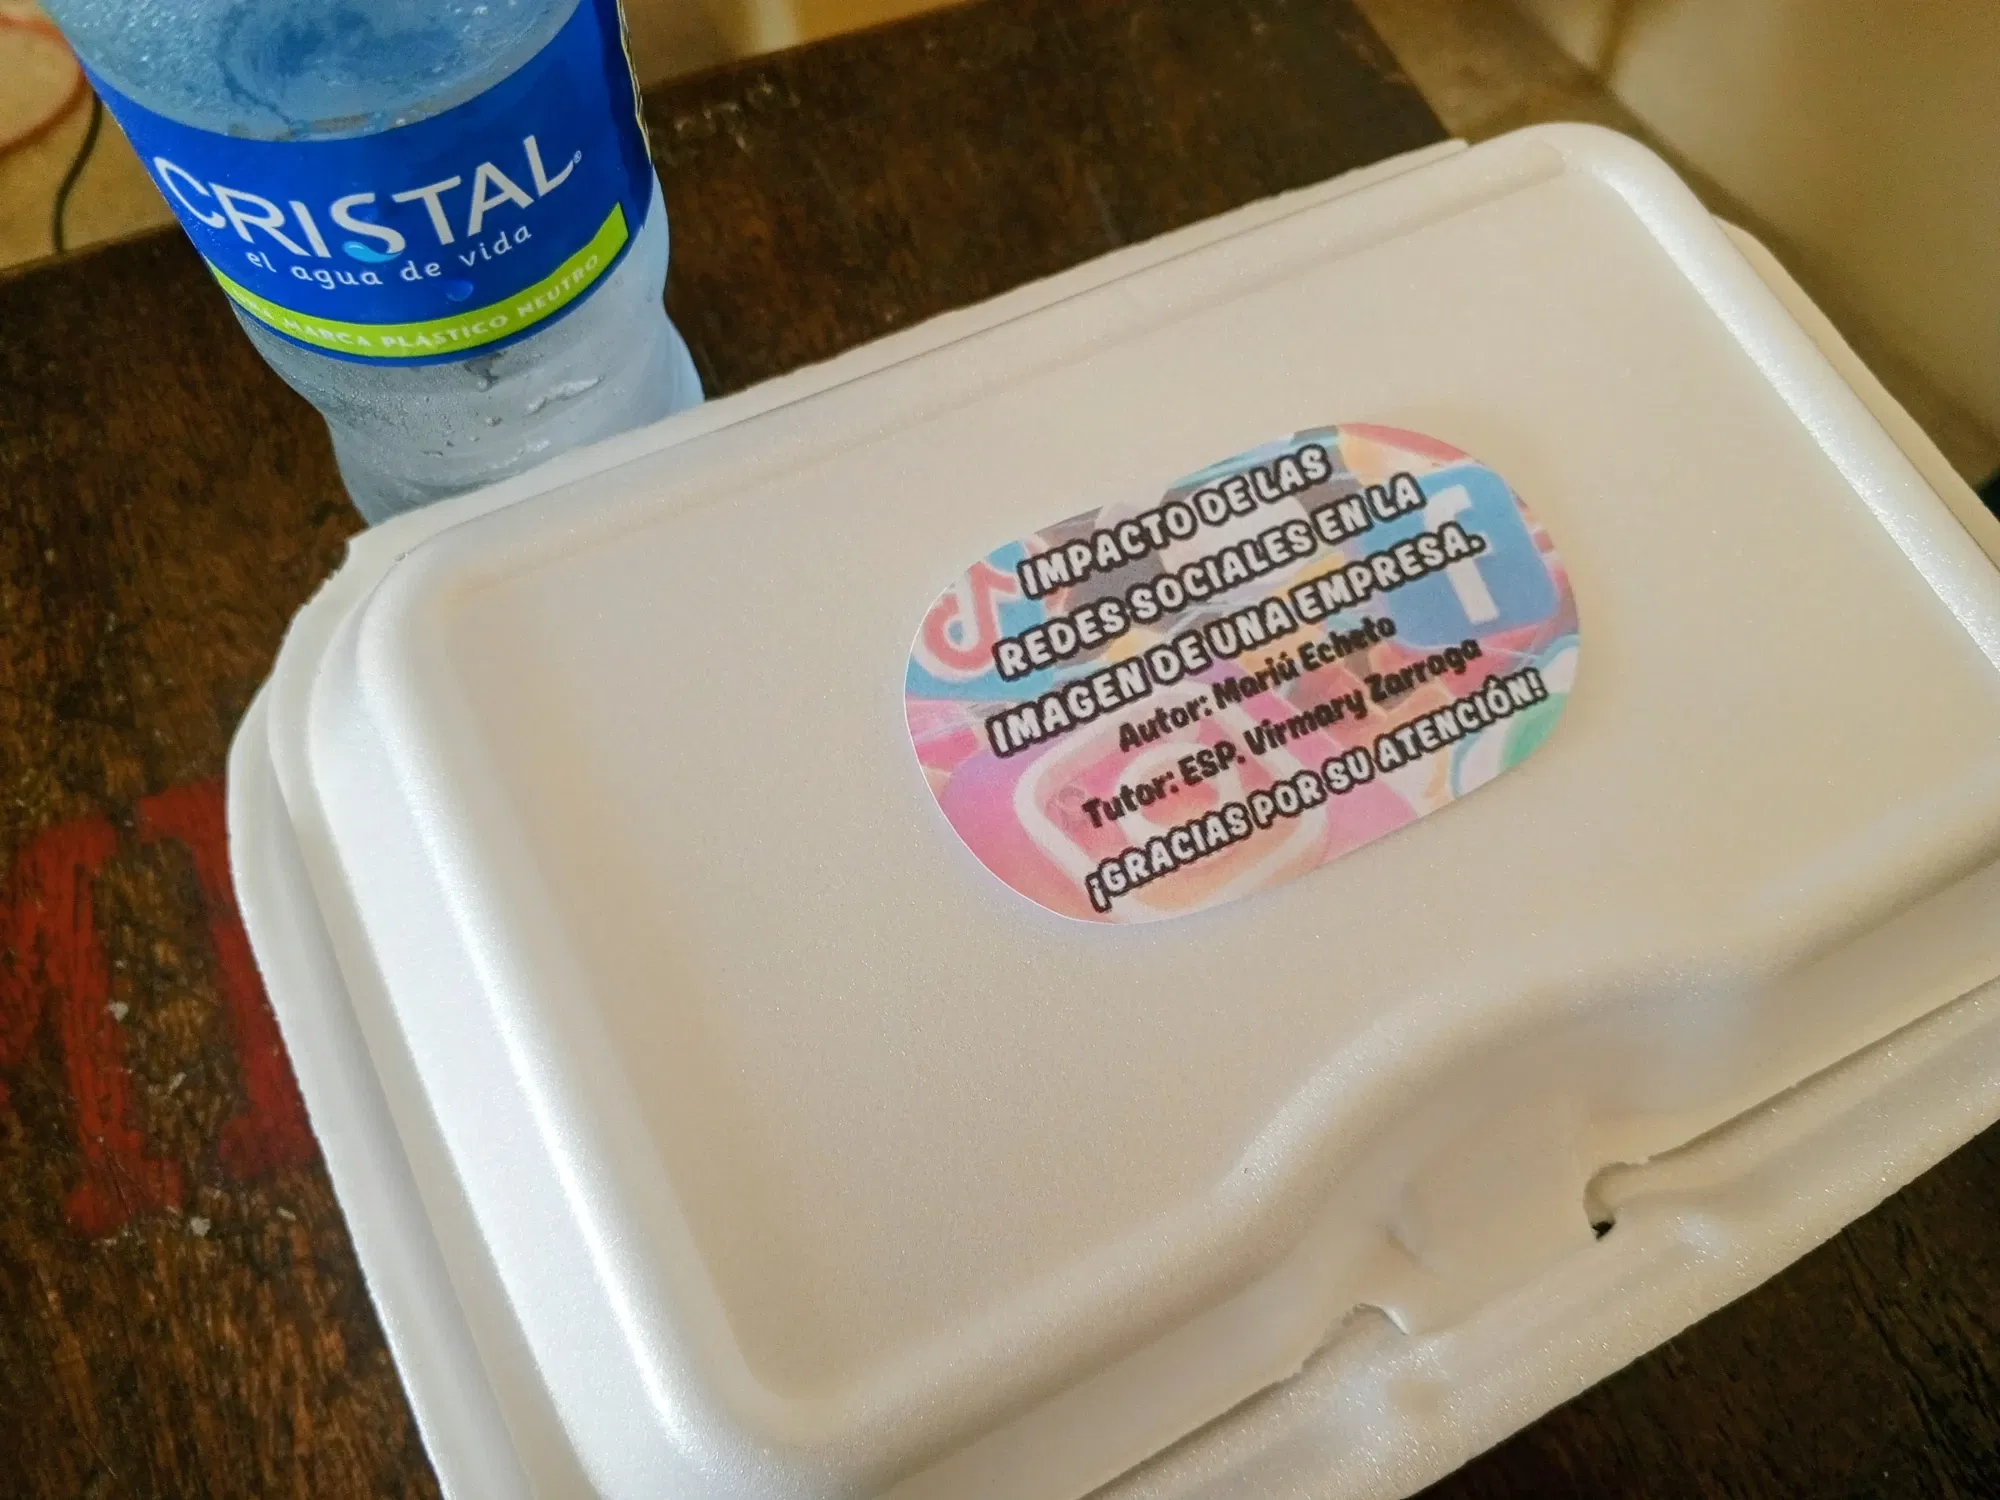 CRISTAL®
el agua de vida
MARCA PLÁSTICO NEUTRO
IMPACTO DE LAS
REDES SOCIALES EN LA
IMAGEN DE UNA EMPRESA.
Autor: Mariú Echeto
Tutor: ESP. Virmary Zarraga
¡GRACIAS POR SU ATENCIÓN!